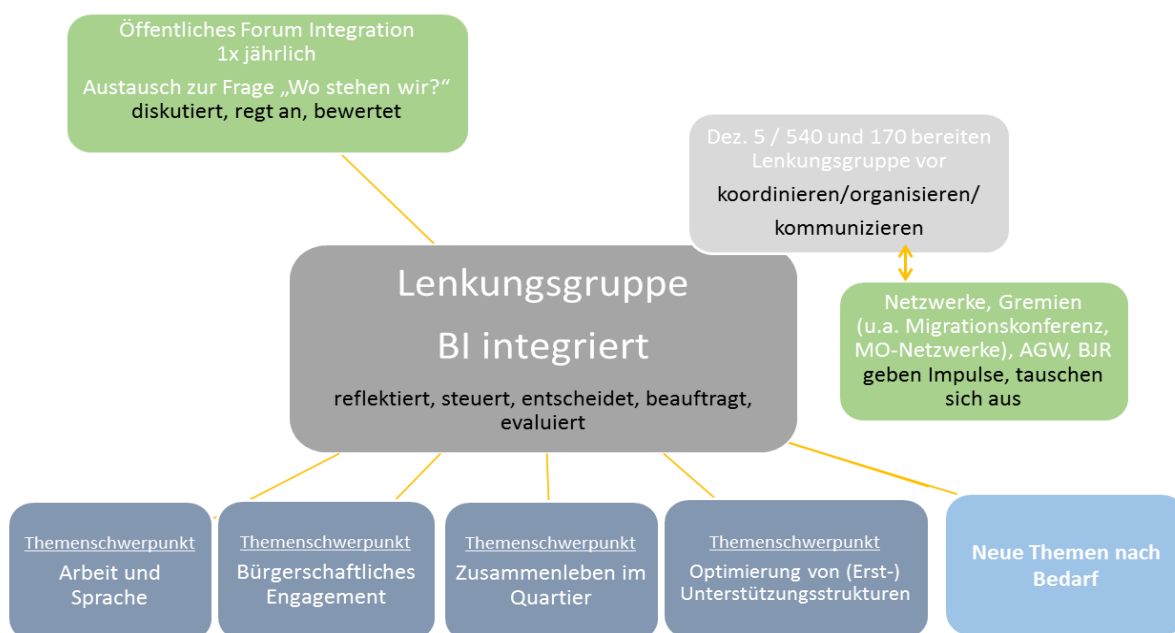 Öffentliches Forum Integration
1x jährlich
Austausch zur Frage „Wo stehen wir?“
diskutiert, regt an, bewertet
Dez. 5 / 540 und 170 bereiten
Lenkungsgruppe vor
koordinieren/organisieren/
kommunizieren
Lenkungsgruppe
BI integriert
reflektiert, steuert, entscheidet, beauftragt,
evaluiert
Netzwerke, Gremien
(u.a. Migrationskonferenz,
MO-Netzwerke), AGW, BJR
geben Impulse, tauschen
sich aus
Themenschwerpunkt
Arbeit und
Sprache
Themenschwerpunkt
Bürgerschaftliches
Engagement
Themenschwerpunkt
Zusammenleben im
Quartier
Themenschwerpunkt
Optimierung von (Erst-)
Unterstützungsstrukturen
Neue Themen nach
Bedarf